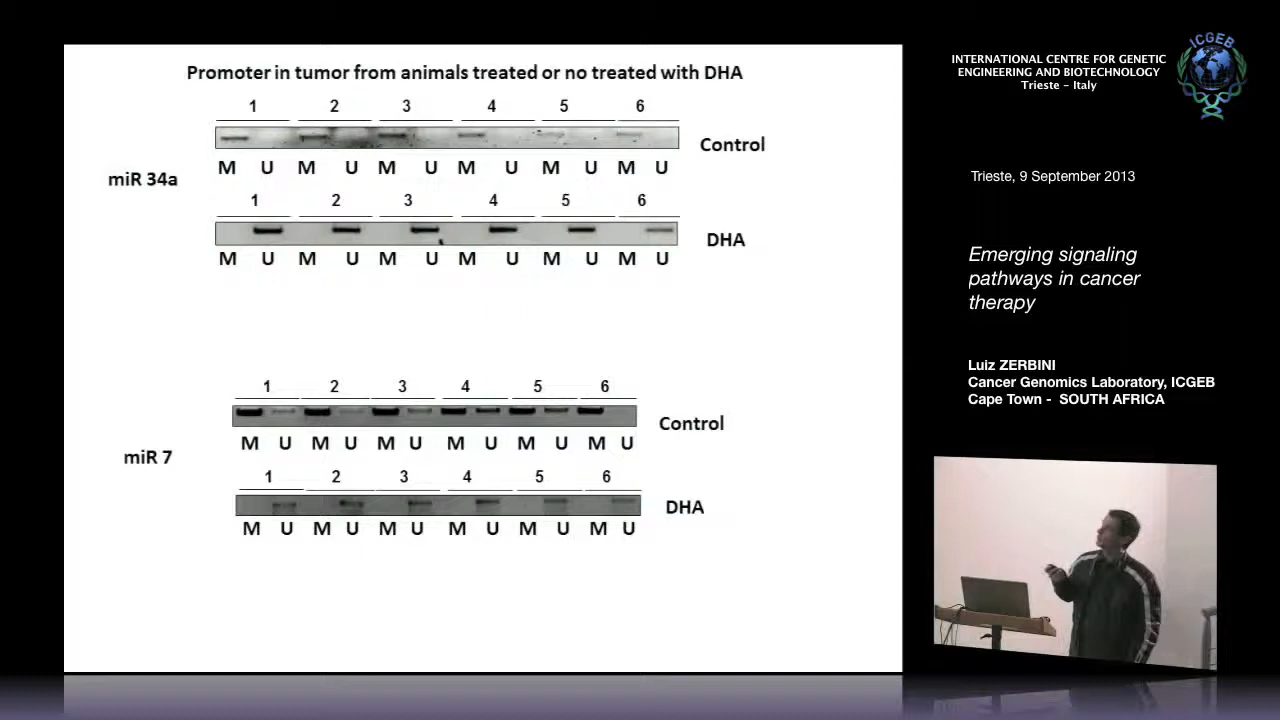 Promoter in tumor from animals treated or no treated with DHA
1 2 3 4 5 6
Control
M U M U M U M U M U M U
miR 34a
1 2 3 4 5 6
DHA
M U M U M U M U M U M U
1 2 3 4 5 6
Control
M U M U M U M U M U M U
miR 7
1 2 3 4 5 6
DHA
M U M U M U M U M U M U
INTERNATIONAL CENTRE FOR GENETIC
ENGINEERING AND BIOTECHNOLOGY
Trieste - Italy
ICGEB
Trieste, 9 September 2013
Emerging signaling
pathways in cancer
therapy
Luiz ZERBINI
Cancer Genomics Laboratory, ICGEB
Cape Town - SOUTH AFRICA